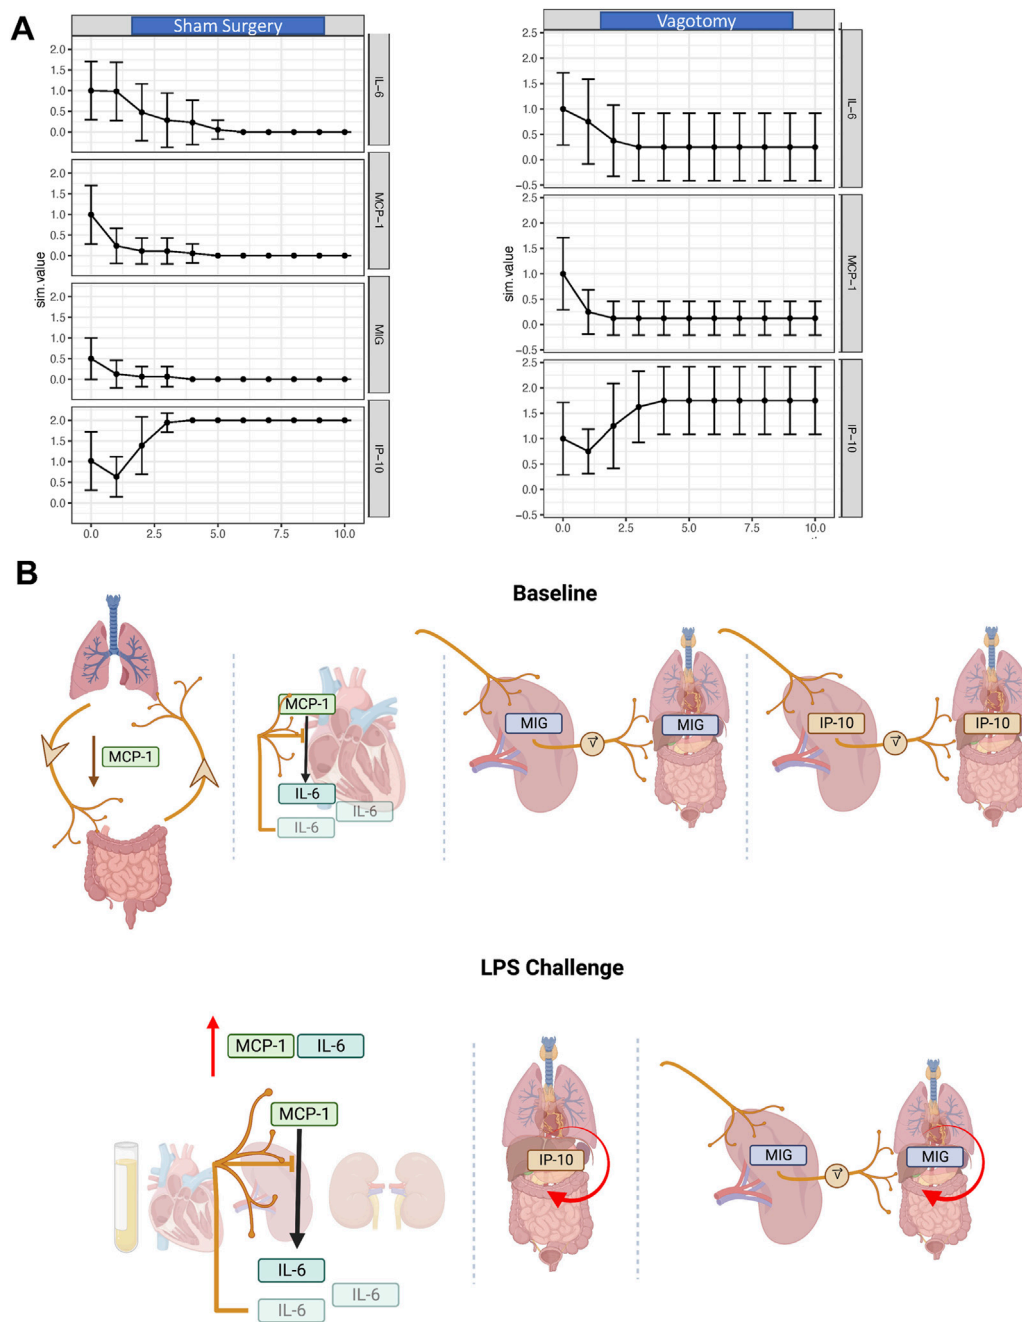 A
Sham Surgery
2.0
1.5
1.0
0.5
0.0
IL-6
2.0
1.5
1.0
0.5
0.0
MCP-1
2.0
1.5
1.0
0.5
0.0
MIG
2.0
1.5
1.0
0.5
0.0
IP-10
sim.value
0.0 2.5 5.0 7.5 10.0
Vagotomy
2.5
2.0
1.5
1.0
0.5
0.0
-0.5
IL-6
2.5
2.0
1.5
1.0
0.5
0.0
-0.5
MCP-1
2.5
2.0
1.5
1.0
0.5
0.0
-0.5
IP-10
sim.value
0.0 2.5 5.0 7.5 10.0
B
Baseline
MCP-1
MCP-1
IL-6
IL-6
IL-6
MIG
V
MIG
IP-10
V
IP-10
LPS Challenge
MCP-1 IL-6
MCP-1
IL-6
IL-6
IL-6
IP-10
MIG
V
MIG